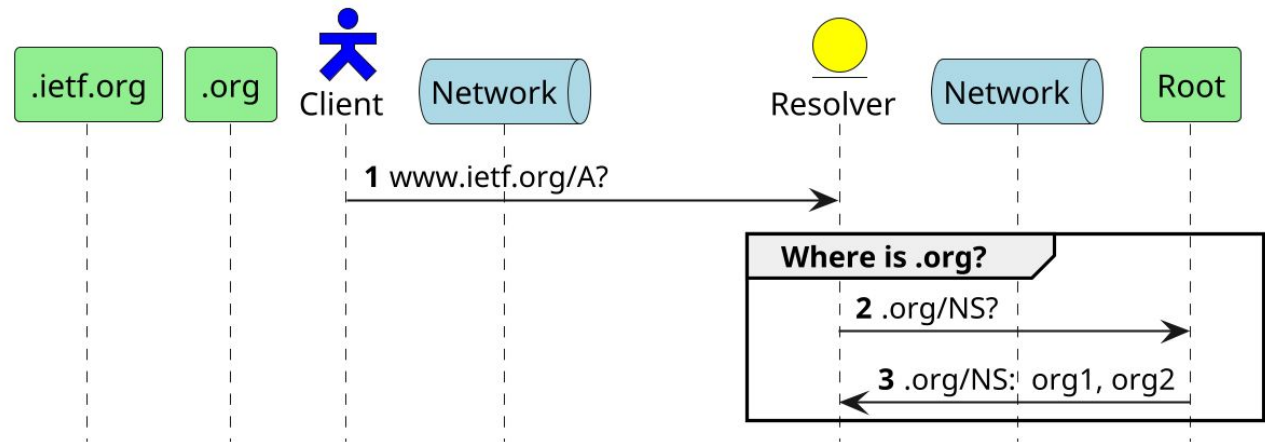 .ietf.org
.org
Client
Network
Resolver
Network
Root
1 www.ietf.org/A?
Where is .org?
2 .org/NS?
3 .org/NS:  org1, org2